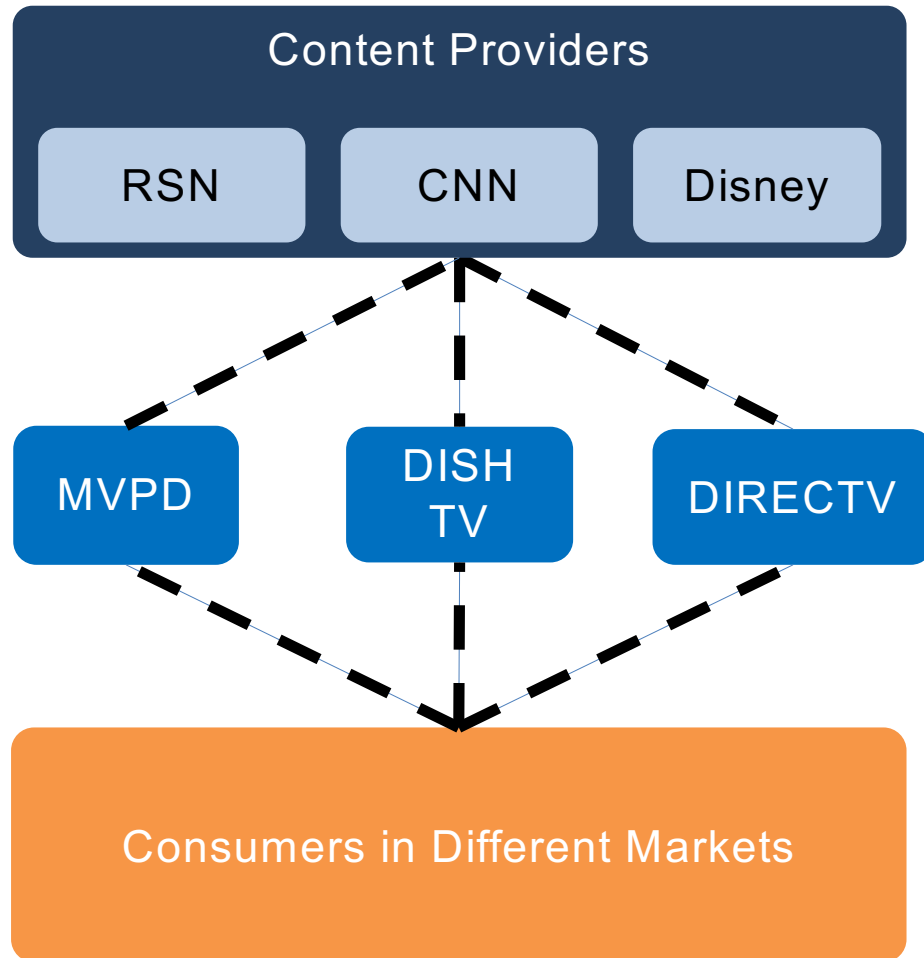 Content Providers
RSN
CNN
Disney
MVPD
DISH
TV
DIRECTV
Consumers in Different Markets